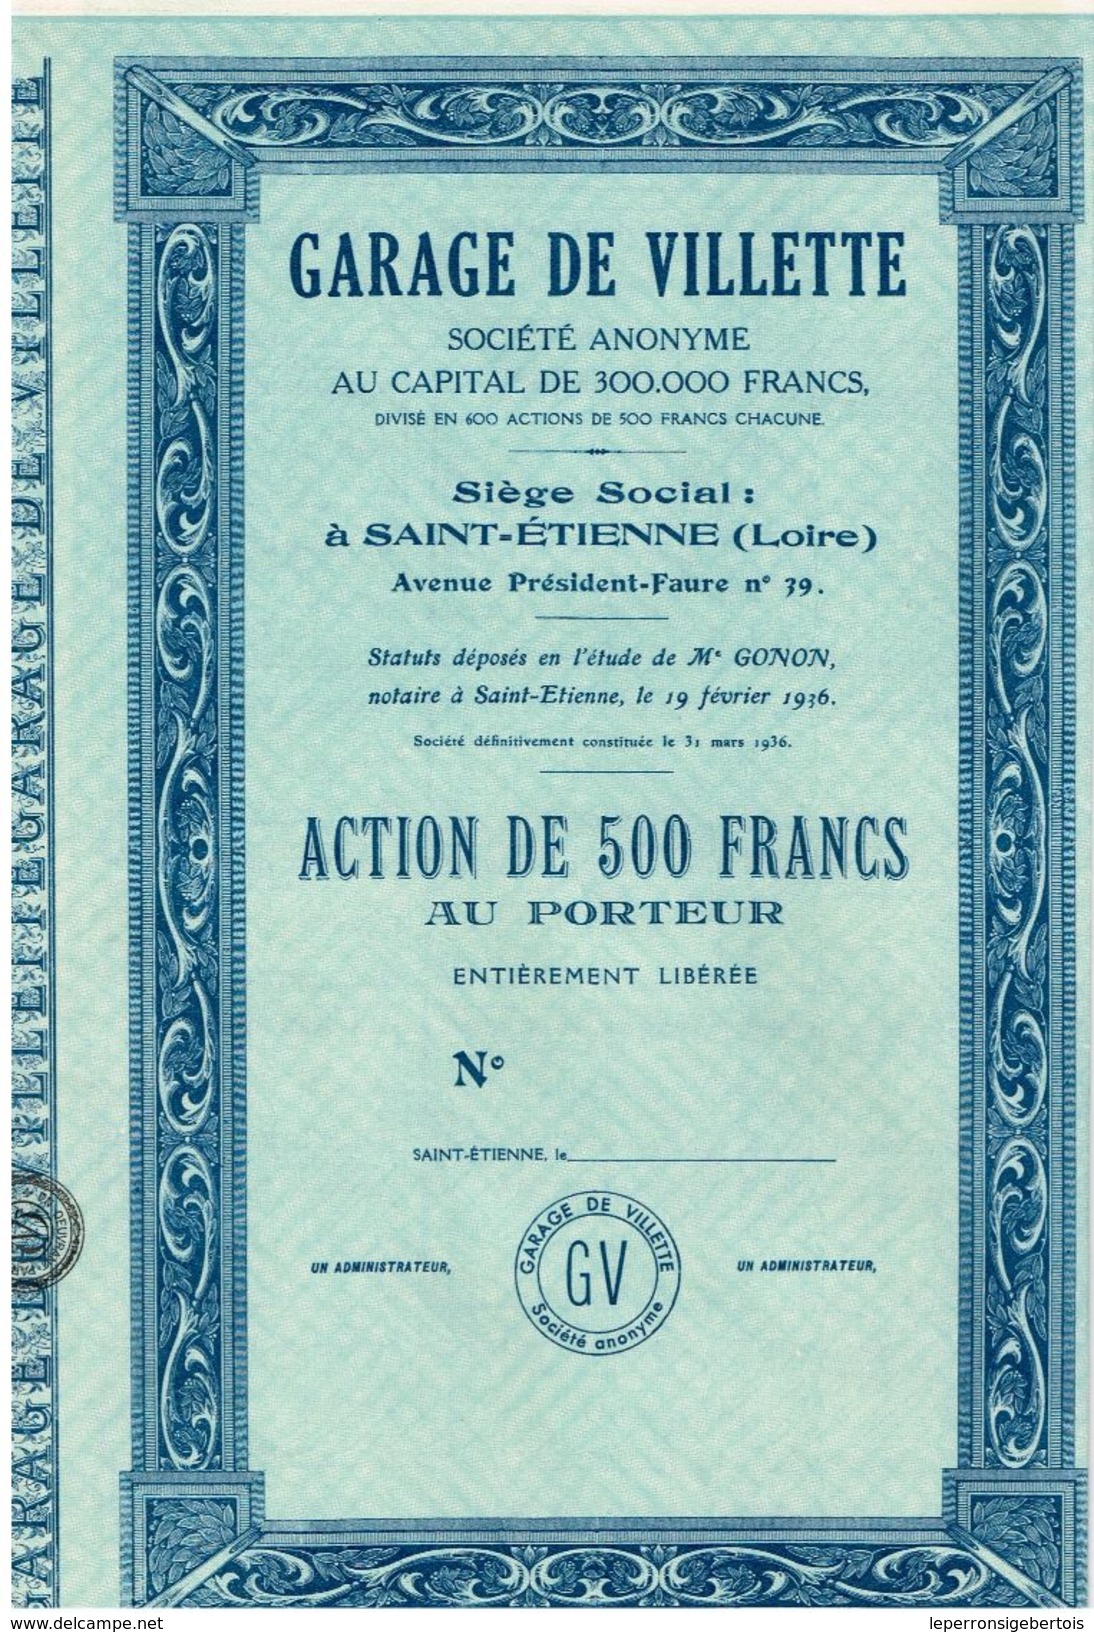 GARAGE DE VILLETTE
SOCIÉTÉ ANONYME
AU CAPITAL DE 300.000 FRANCS,
DIVISÉ EN 600 ACTIONS DE 500 FRANCS CHACUNE.
Siège Social :
à SAINT-ÉTIENNE (Loire)
Avenue Président-Faure n° 39.
Statuts déposés en l'étude de Me GONON,
notaire à Saint-Etienne, le 19 février 1936.
Société définitivement constituée le 31 mars 1936.
ACTION DE 500 FRANCS
AU PORTEUR
ENTIÈREMENT LIBÉRÉE
N°
SAINT-ÉTIENNE, le
UN ADMINISTRATEUR,
GARAGE DE VILLETTE
GV
Société anonyme
UN ADMINISTRATEUR,
GARAGE DE VILLETTE GARAGE DE VILLETTE
www.delcampe.net
leperronsigebertois